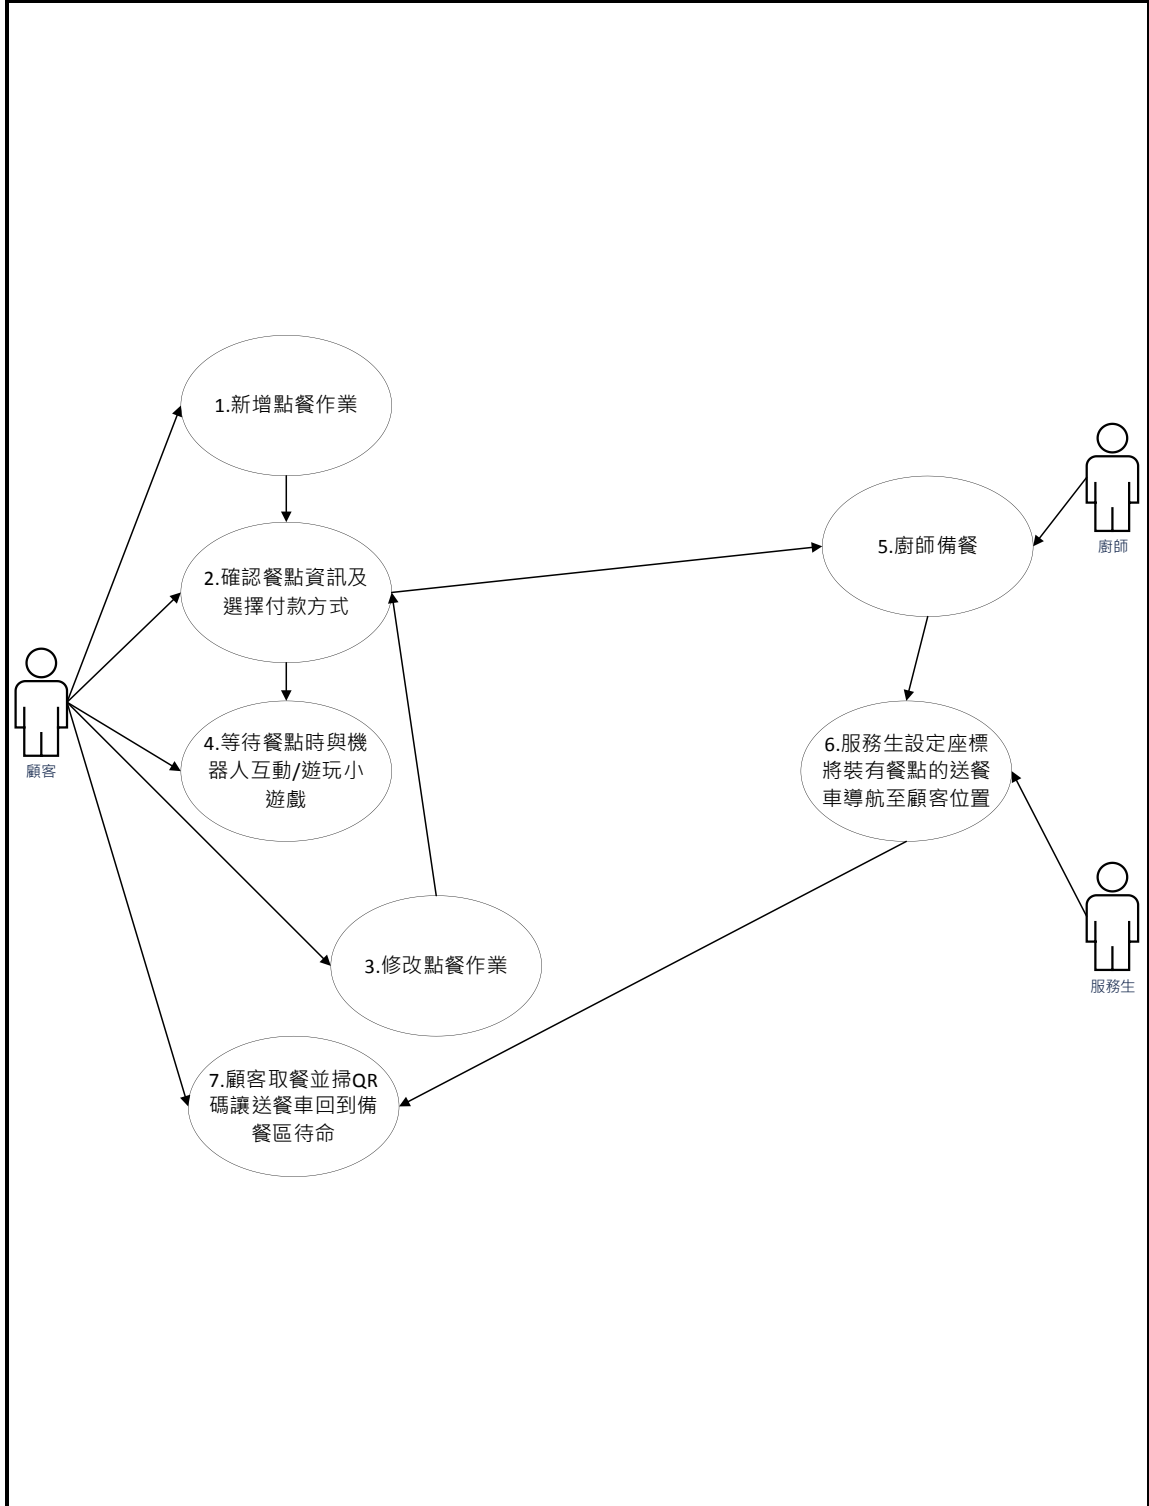 1.新增點餐作業
2.確認餐點資訊及
選擇付款方式
5.廚師備餐
廚師
顧客
4.等待餐點時與機
器人互動/遊玩小
遊戲
6.服務生設定座標
將裝有餐點的送餐
車導航至顧客位置
3.修改點餐作業
服務生
7.顧客取餐並掃QR
碼讓送餐車回到備
餐區待命